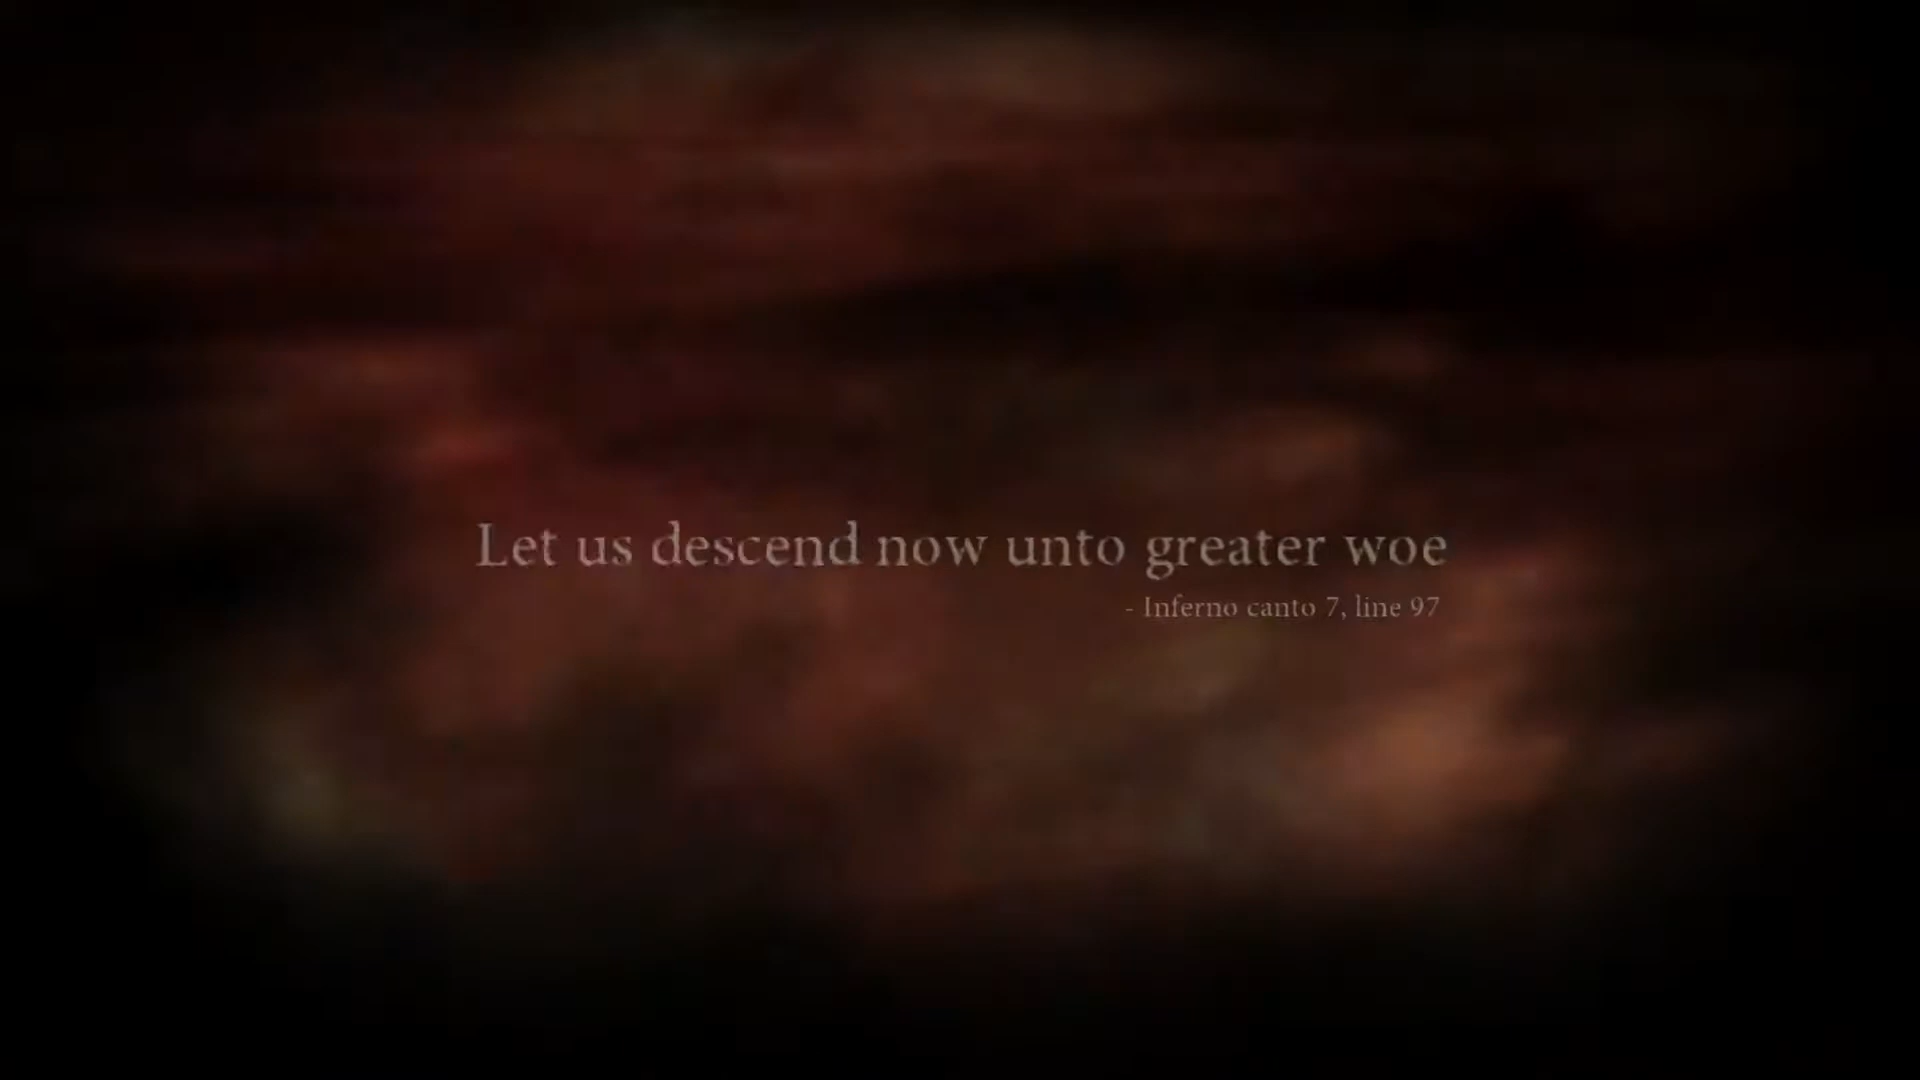 Let us descend now unto greater woe
- Inferno canto 7, line 97